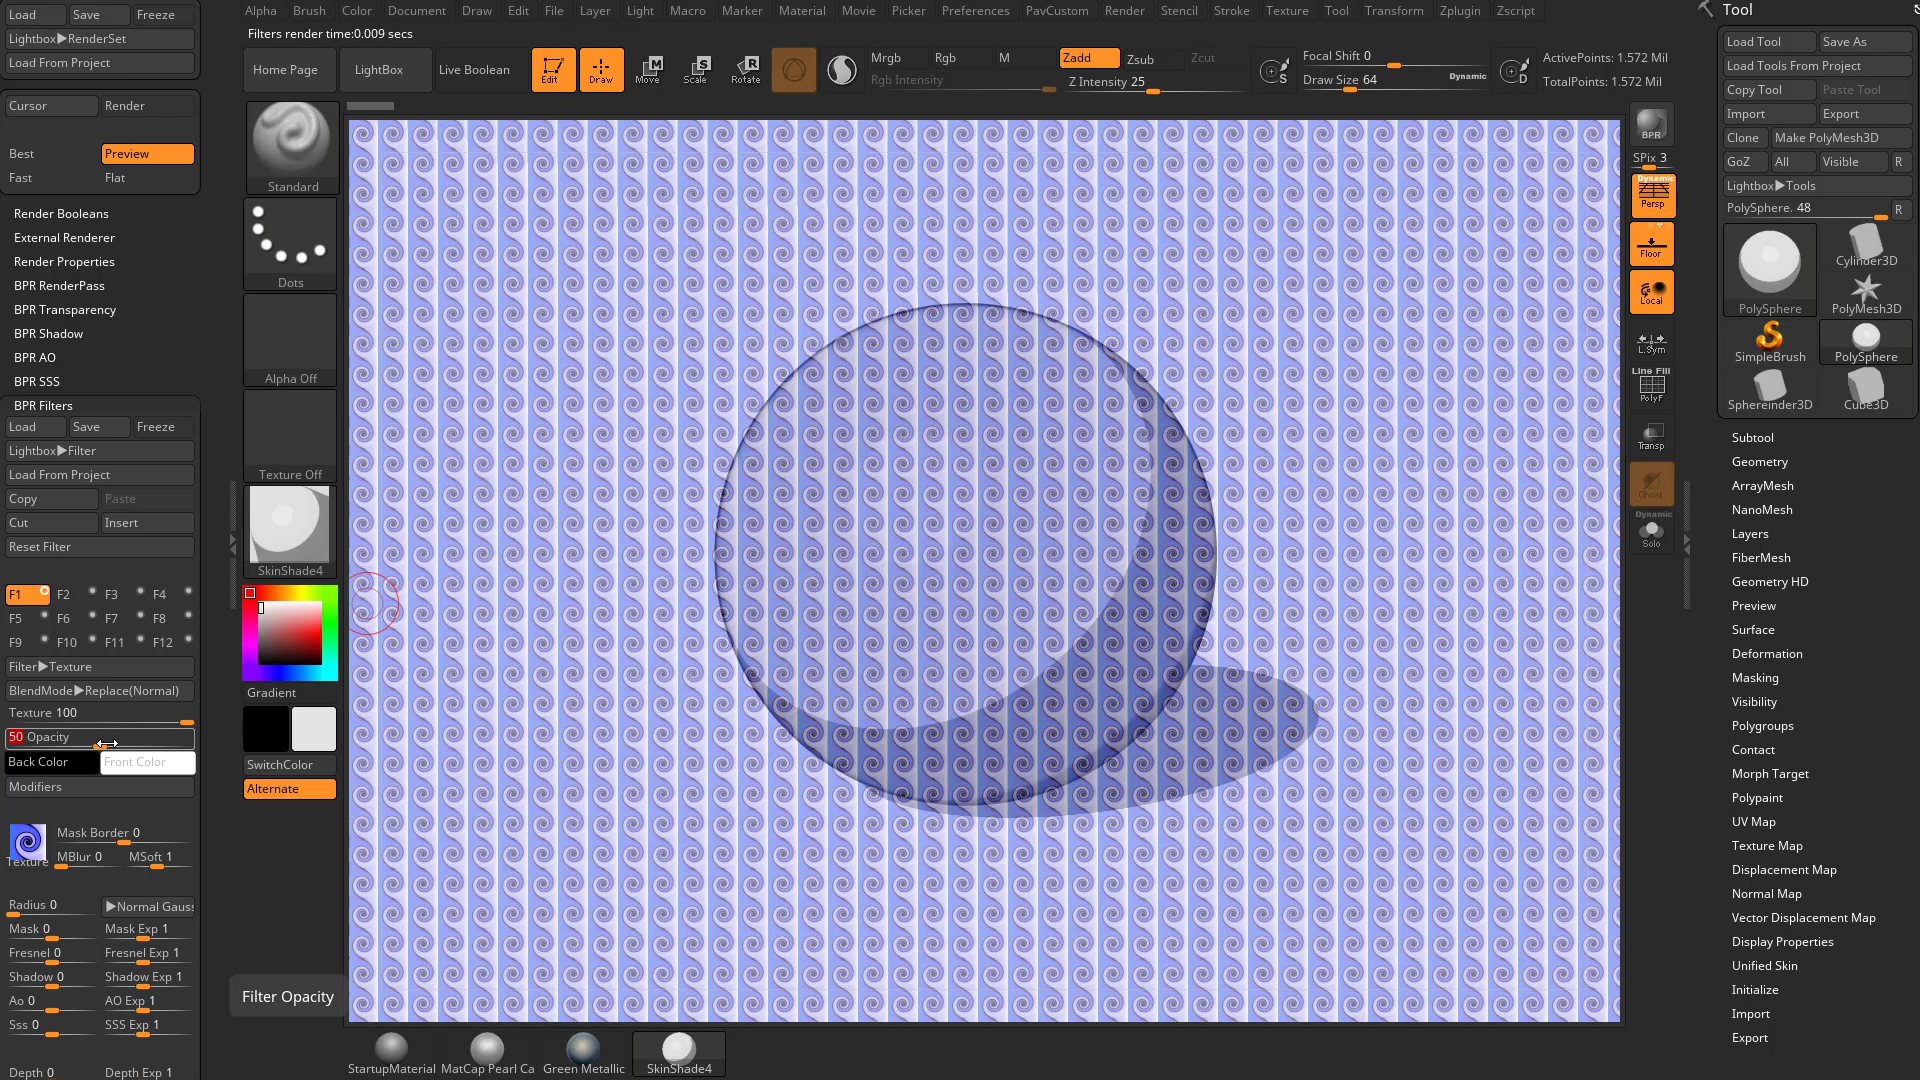 Alpha Brush Color Document Draw Edit File Layer Light Macro Marker Material Movie Picker Preferences PavCustom Render Stencil Stroke Texture Tool Transform Zplugin Zscript
Filters render time:0.009 secs
Load Save Freeze
Lightbox▶RenderSet
Load From Project
Cursor Render
Best Preview
Fast Flat
Render Booleans
External Renderer
Render Properties
BPR RenderPass
BPR Transparency
BPR Shadow
BPR AO
BPR SSS
BPR Filters
Load Save Freeze
Lightbox▶Filter
Load From Project
Copy Paste
Cut Insert
Reset Filter
F1 F2 F3 F4
F5 F6 F7 F8
F9 F10 F11 F12
Filter▶Texture
BlendMode▶Replace(Normal)
Texture 100
50 Opacity
Back Color Front Color
Modifiers
Mask Border 0
Texture MBlur 0 MSoft 1
Radius 0 ▶Normal Gauss
Mask 0 Mask Exp 1
Fresnel 0 Fresnel Exp 1
Shadow 0 Shadow Exp 1
Ao 0 AO Exp 1
Sss 0 SSS Exp 1
Depth 0 Depth Exp 1
Home Page LightBox Live Boolean Edit Draw Move Scale Rotate
M S R
Mrgb Rgb M Zadd Zsub Zcut
Rgb Intensity Z Intensity 25
S Focal Shift 0
Draw Size 64 Dynamic
D
ActivePoints: 1.572 Mil
TotalPoints: 1.572 Mil
Standard
Dots
Alpha Off
Texture Off
SkinShade4
Gradient
SwitchColor
Alternate
Filter Opacity
StartupMaterial MatCap Pearl Ca Green Metallic SkinShade4
BPR
SPix 3
Dynamic
Persp
Floor
Local
L.Sym
Line Fill
PolyF
Transp
Ghost
Dynamic
Solo
Tool
Load Tool Save As
Load Tools From Project
Copy Tool Paste Tool
Import Export
Clone Make PolyMesh3D
GoZ All Visible R
Lightbox▶Tools
PolySphere. 48 R
PolySphere Cylinder3D
PolyMesh3D
SimpleBrush PolySphere
Sphereinder3D Cube3D
Subtool
Geometry
ArrayMesh
NanoMesh
Layers
FiberMesh
Geometry HD
Preview
Surface
Deformation
Masking
Visibility
Polygroups
Contact
Morph Target
Polypaint
UV Map
Texture Map
Displacement Map
Normal Map
Vector Displacement Map
Display Properties
Unified Skin
Initialize
Import
Export